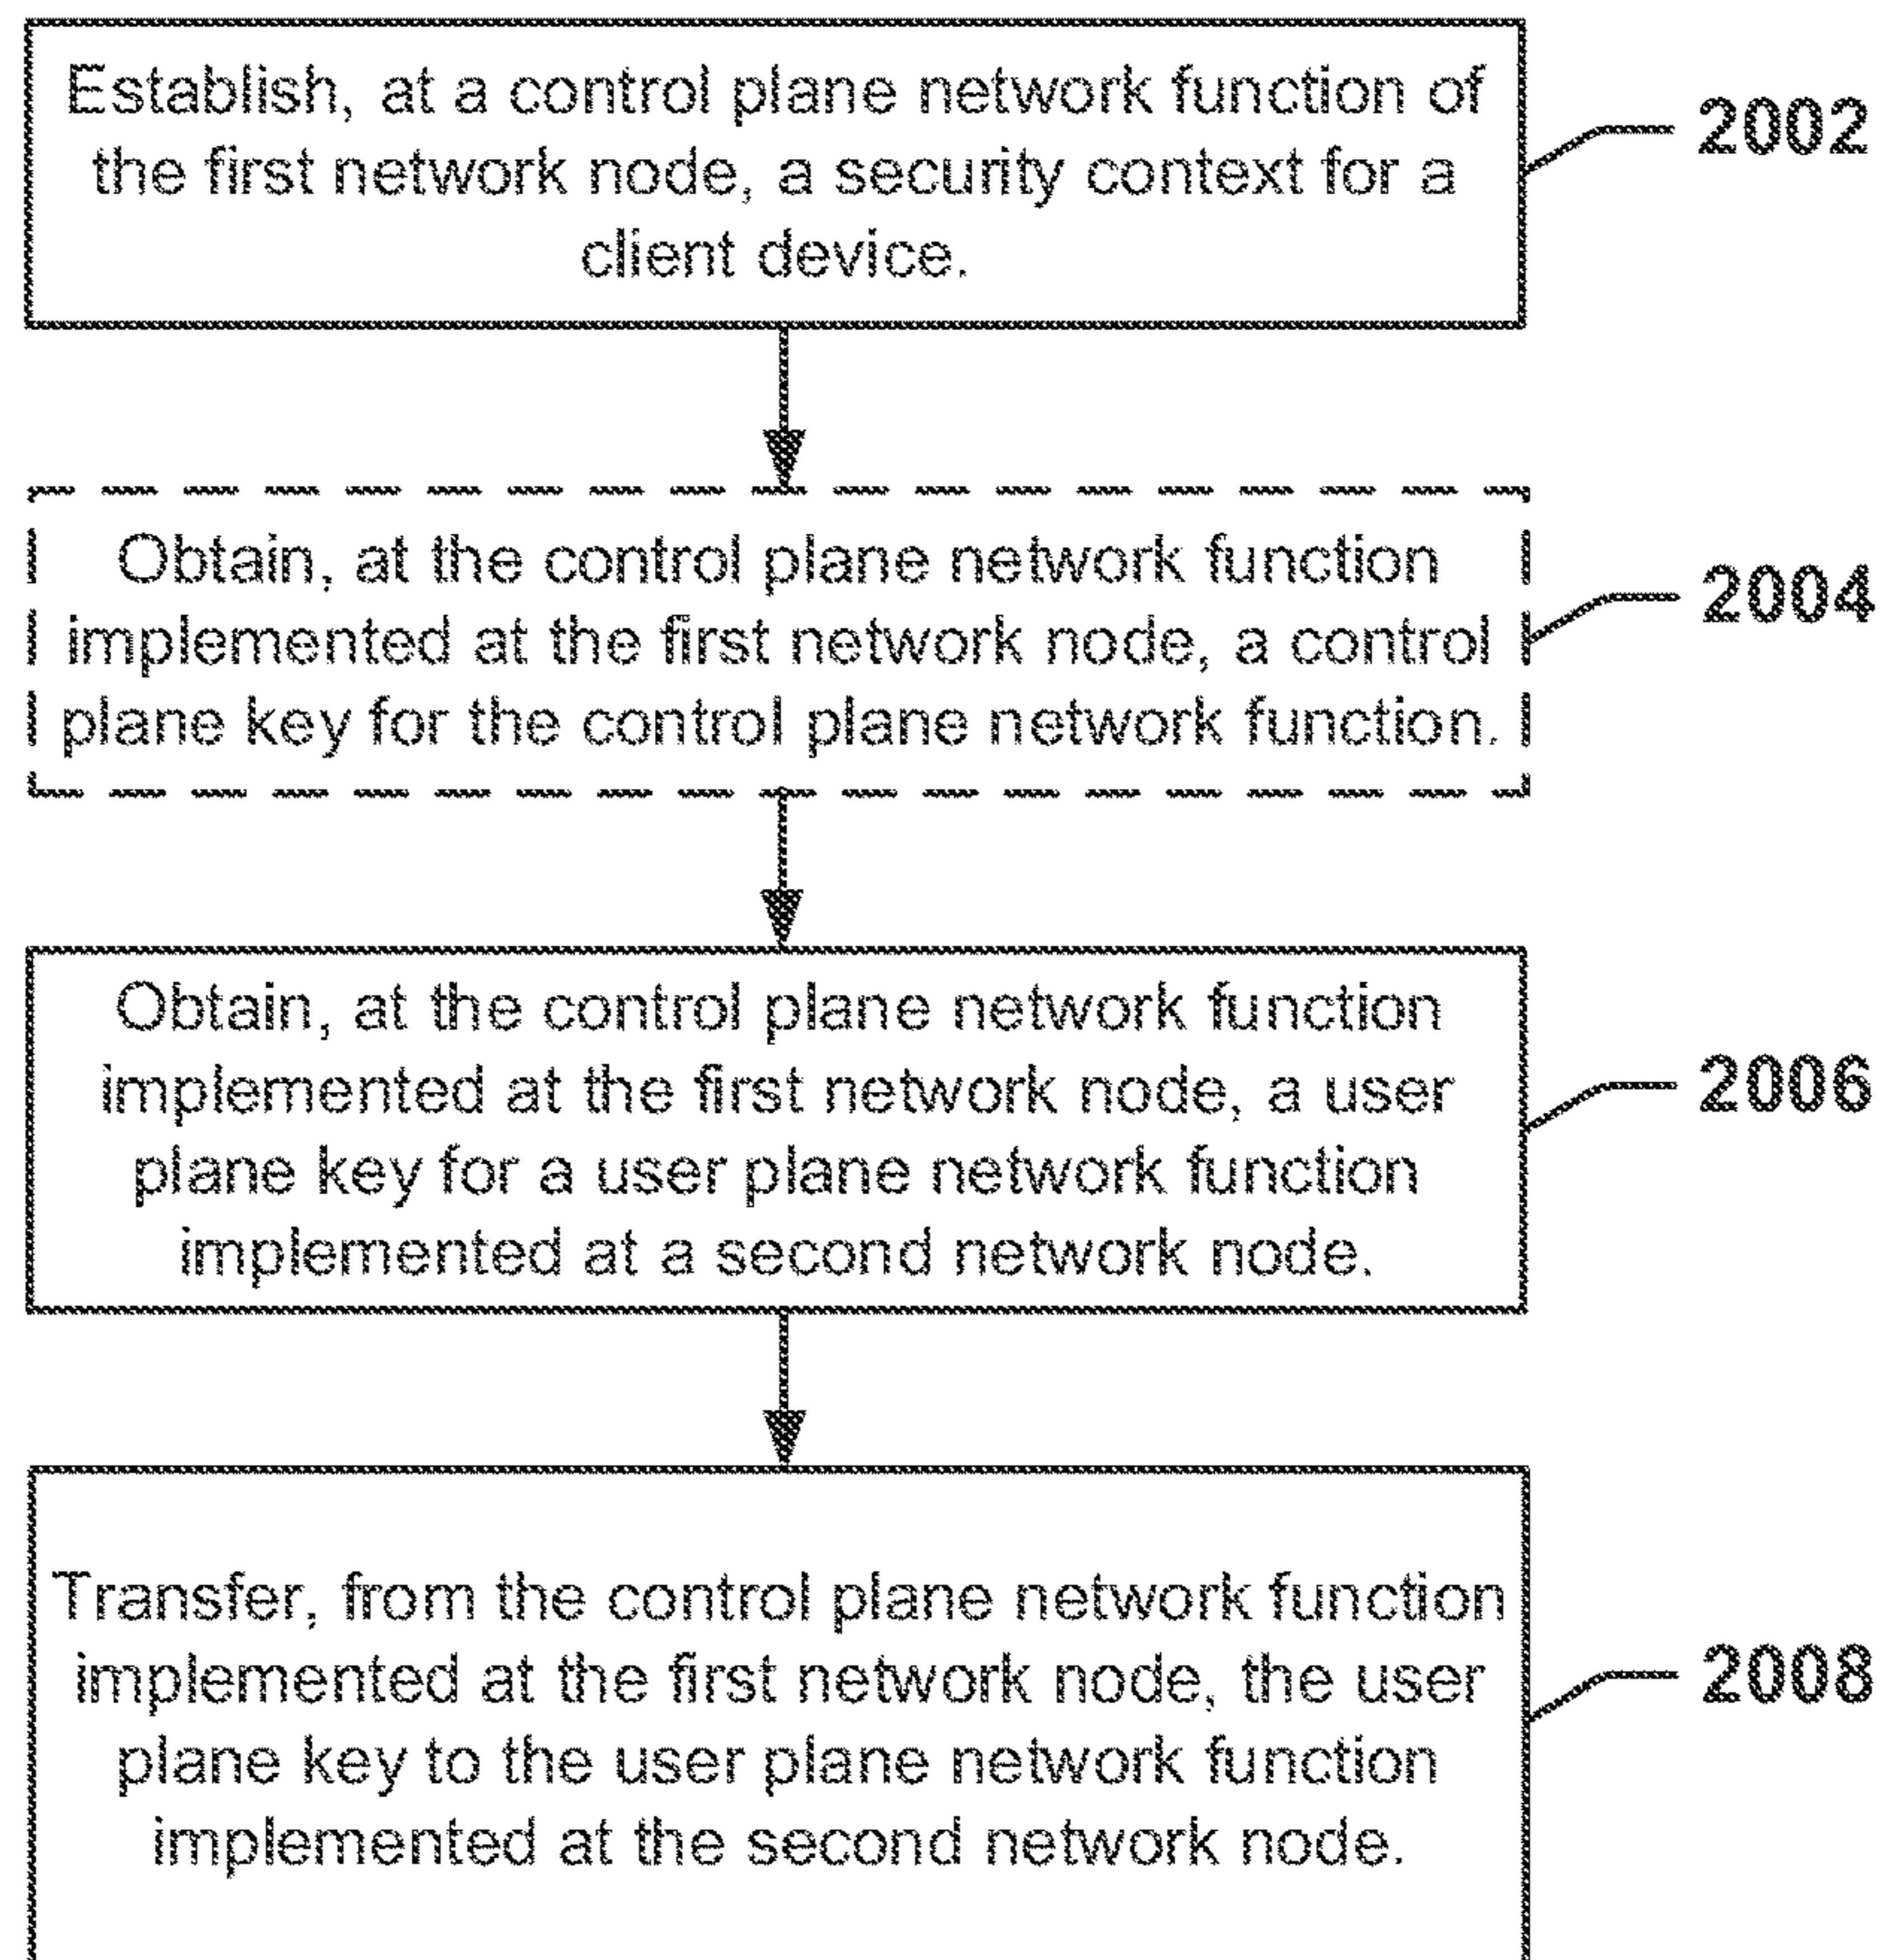 Establish, at a control plane network function of
the first network node, a security context for a
client device.
2002
Obtain, at the control plane network function
implemented at the first network node, a control
plane key for the control plane network function.
2004
Obtain, at the control plane network function
implemented at the first network node, a user
plane key for a user plane network function
implemented at a second network node.
2006
Transfer, from the control plane network function
implemented at the first network node, the user
plane key to the user plane network function
implemented at the second network node.
2008